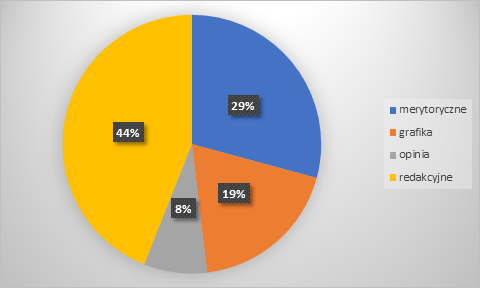 29%
19%
8%
44%
merytoryczne
grafika
opinia
redakcyjne